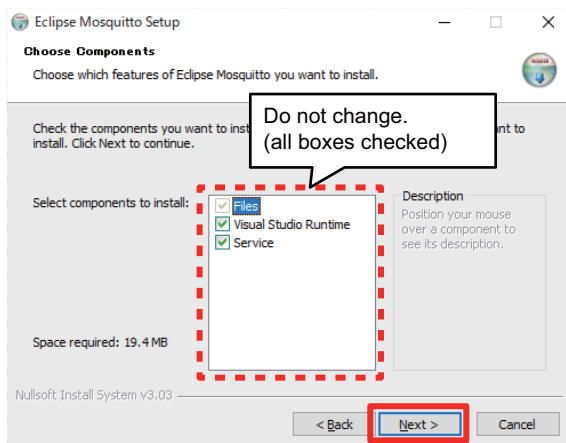 Eclipse Mosquitto Setup
Choose Components
Choose which features of Eclipse Mosquitto you want to install.
Do not change.
(all boxes checked)
Check the components you want to inst
nt to
install. Click Next to continue.
Select components to install:
Files
Visual Studio Runtime
Service
Description
Position your mouse
over a component to
see its description.
Space required: 19.4 MB
Nullsoft Install System v3.03
< Back
Next >
Cancel